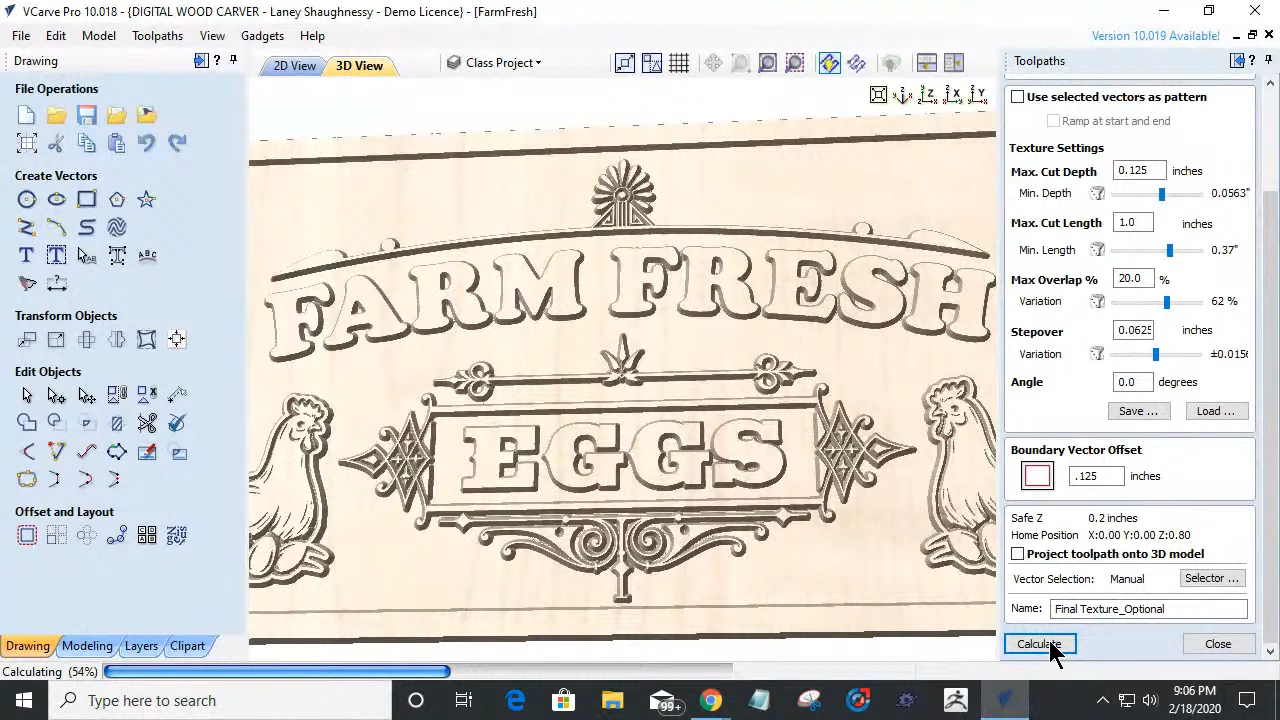 VCarve Pro 10.018 - {DIGITAL WOOD CARVER - Laney Shaughnessy - Demo Licence} - [FarmFresh]
File Edit Model Toolpaths View Gadgets Help
Version 10.019 Available!
Drawing
?
2D View 3D View
Class Project
Toolpaths
?
File Operations
Create Vectors
Transform Objects
Edit Objects
Offset and Layout
Drawing Modeling Layers Clipart
Z X Y
FARM FRESH
EGGS
Use selected vectors as pattern
Ramp at start and end
Texture Settings
Max. Cut Depth 0.125 inches
Min. Depth 0.0563"
Max. Cut Length 1.0 inches
Min. Length 0.37"
Max Overlap % 20.0 %
Variation 62 %
Stepover 0.0625 inches
Variation ±0.0156
Angle 0.0 degrees
Save ... Load ...
Boundary Vector Offset
.125 inches
Safe Z 0.2 inches
Home Position X:0.00 Y:0.00 Z:0.80
Project toolpath onto 3D model
Vector Selection: Manual Selector ...
Name: Final Texture_Optional
Calculate Close
Calculating (54%)
Type here to search
99+
9:06 PM
2/18/2020